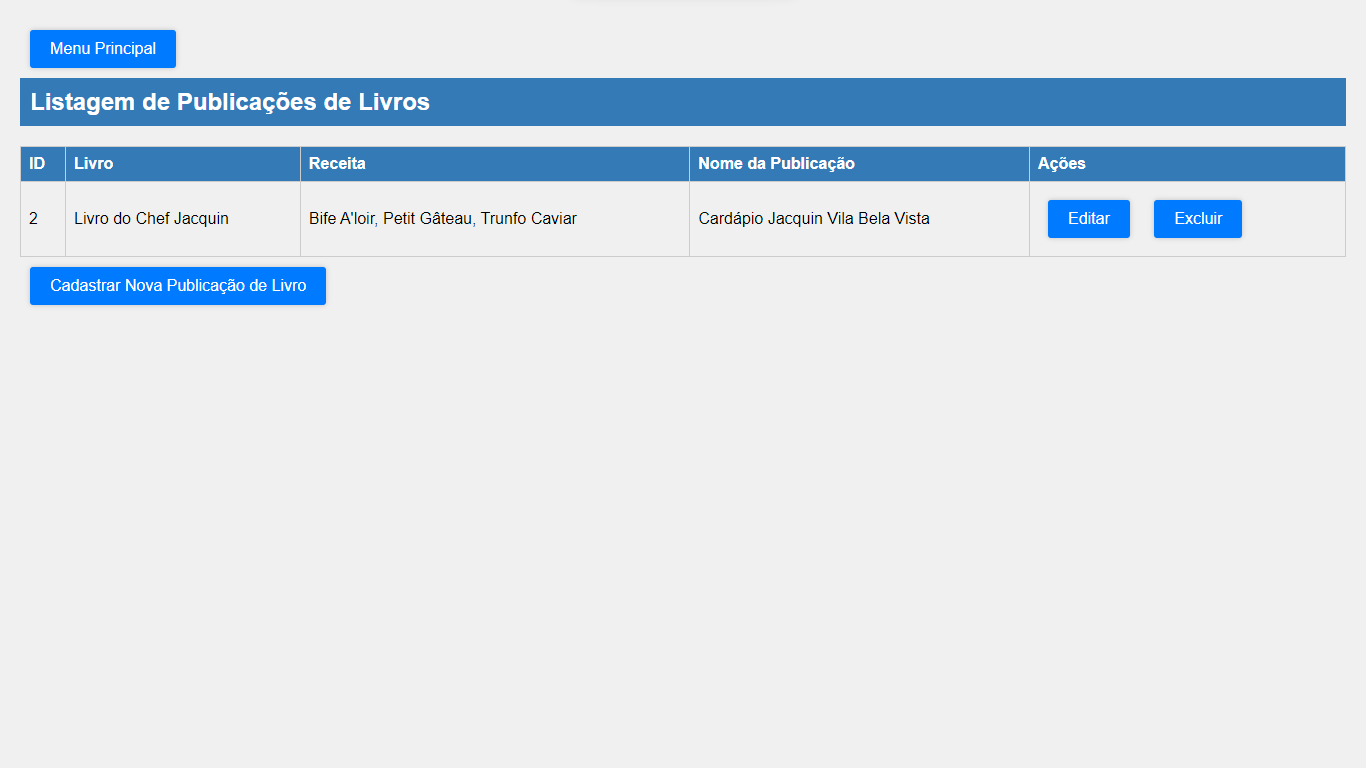 Menu Principal
Listagem de Publicações de Livros
ID Livro Receita Nome da Publicação Ações
2 Livro do Chef Jacquin Bife A'loir, Petit Gâteau, Trunfo Caviar Cardápio Jacquin Vila Bela Vista Editar Excluir
Cadastrar Nova Publicação de Livro